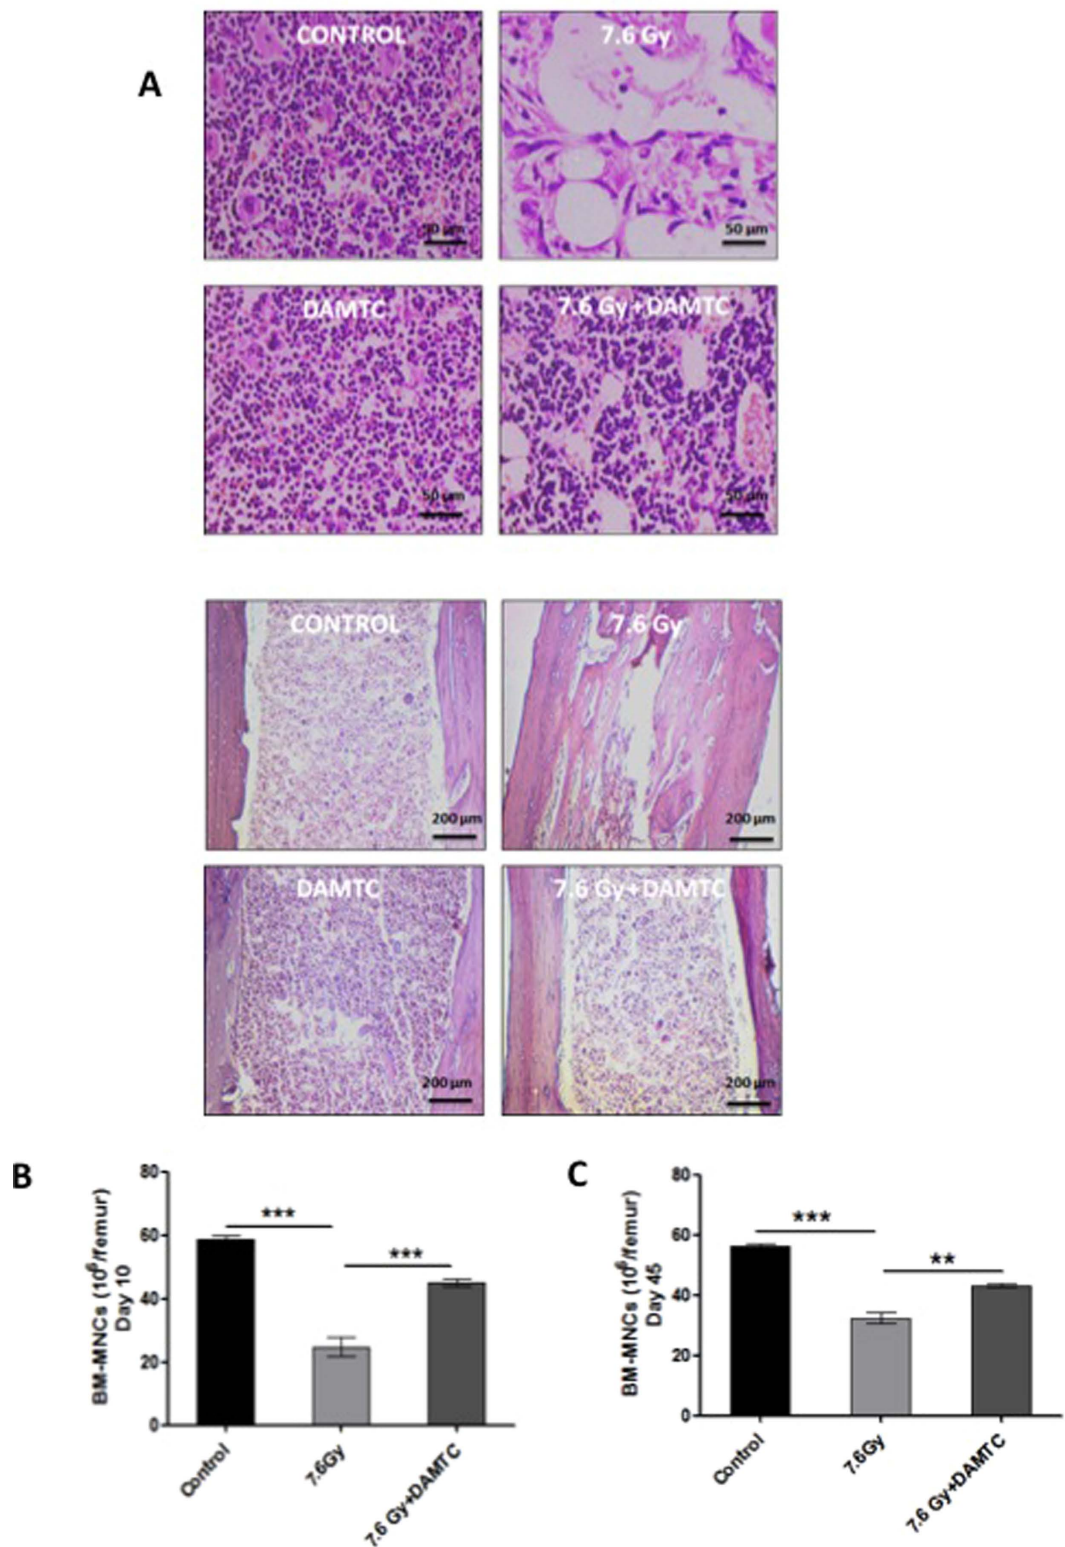 A
CONTROL
7.6 Gy
50 µm
DAMTC
7.6 Gy+DAMTC
50 µm
50 µm
CONTROL
7.6 Gy
200 µm
200 µm
DAMTC
7.6 Gy+DAMTC
200 µm
200 µm
B
BM-MNCs (10⁶/femur)
Day 10
80
60
40
20
0
***
***
Control
7.6Gy
7.6 Gy+DAMTC
C
BM-MNCs (10⁶/femur)
Day 45
80
60
40
20
0
***
**
Control
7.6Gy
7.6 Gy+DAMTC